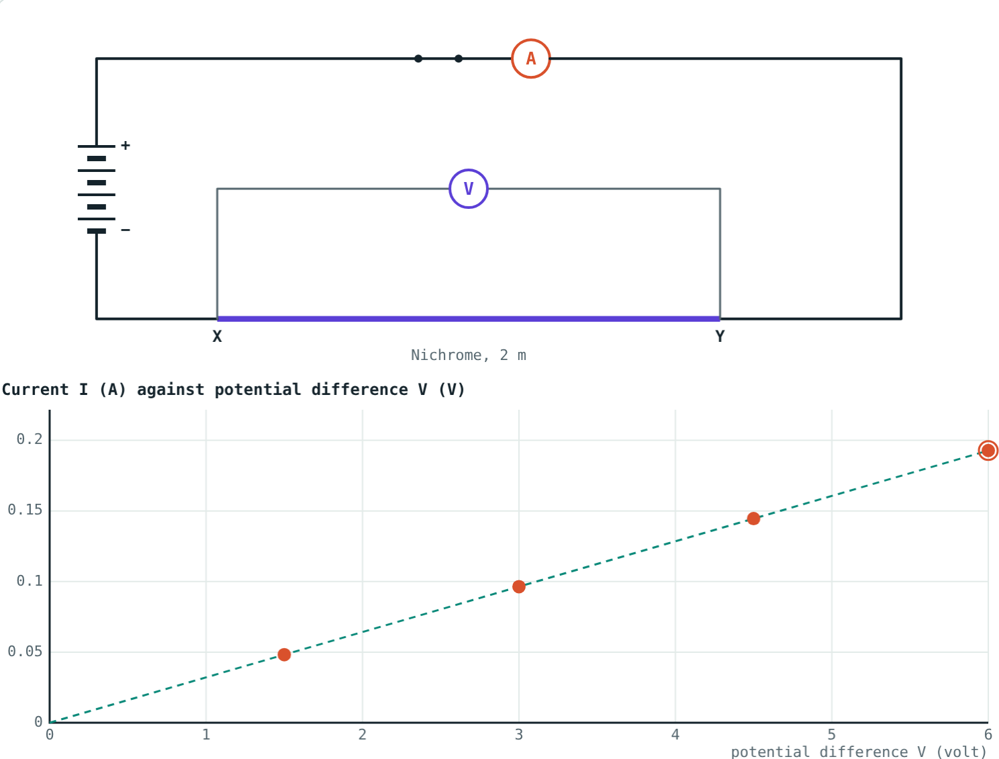 A
+
V
−
X Y
Nichrome, 2 m
Current I (A) against potential difference V (V)
0.2
0.15
0.1
0.05
0
0 1 2 3 4 5 6
potential difference V (volt)